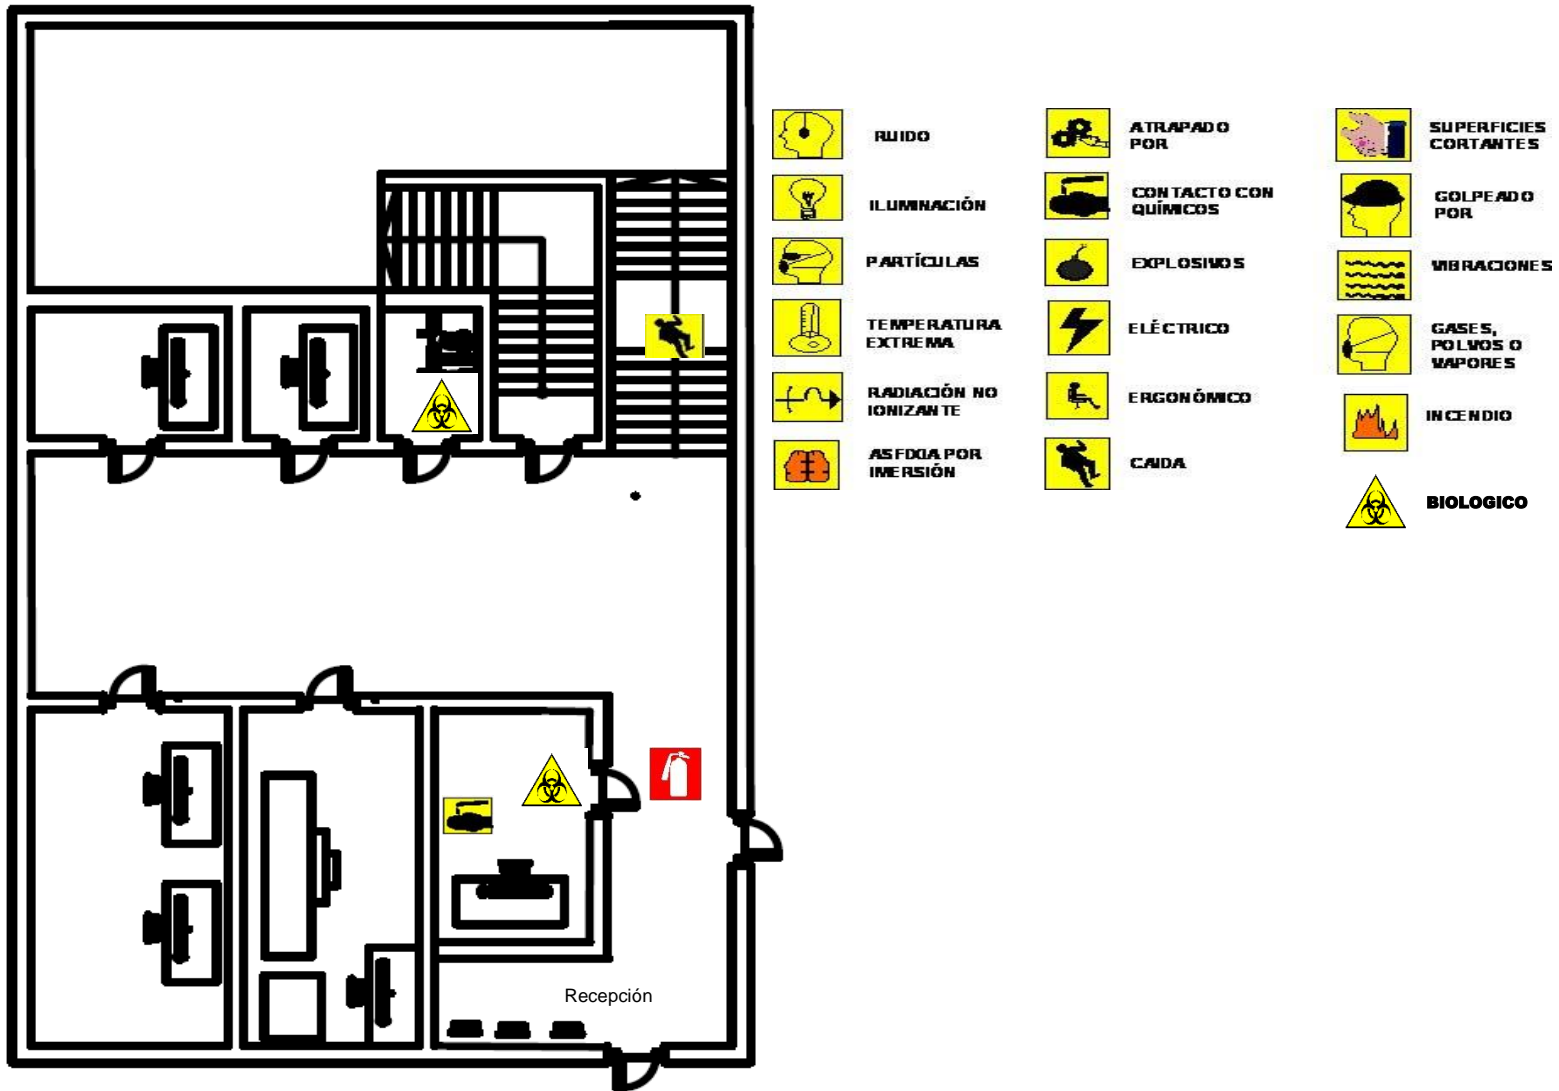 RUIDO
ILUMINACIÓN
PARTÍCULAS
TEMPERATURA
EXTREMA
RADIACIÓN NO
IONIZANTE
ASFIXIA POR
IMERSIÓN
ATRAPADO
POR
CONTACTO CON
QUÍMICOS
EXPLOSIVOS
ELÉCTRICO
ERGONÓMICO
CAIDA
SUPERFICIES
CORTANTES
GOLPEADO
POR
VIBRACIONES
GASES,
POLVOS O
VAPORES
INCENDIO
BIOLOGICO
Recepción